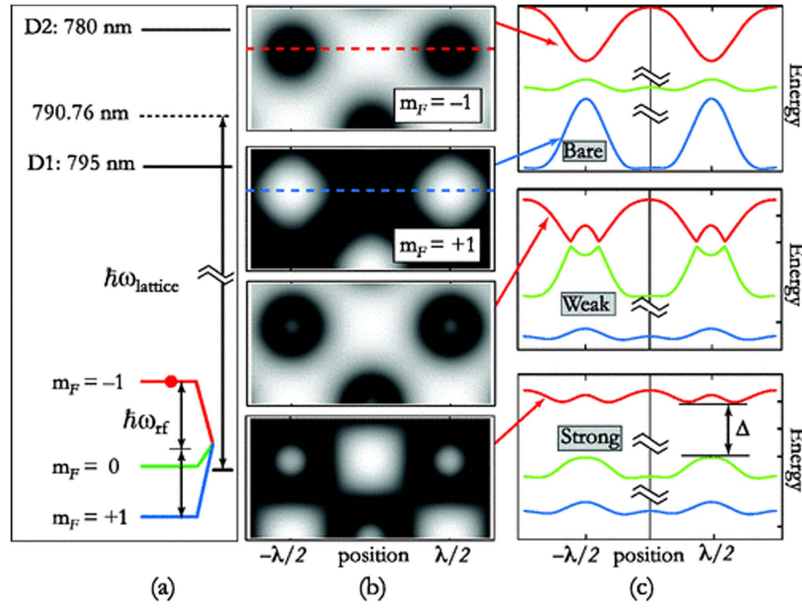 D2: 780 nm
790.76 nm
D1: 795 nm
ħω_lattice
m_F = –1
ħω_rf
m_F = 0
m_F = +1
(a)
m_F = –1
m_F = +1
–λ/2 position λ/2
(b)
Energy
Bare
Energy
Weak
Energy
Strong
Δ
–λ/2 position λ/2
(c)